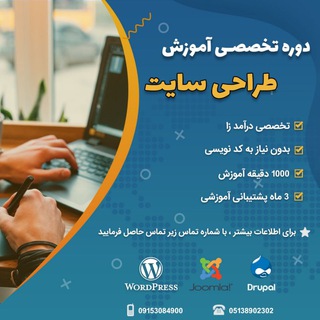 دوره تخصصی آموزش
طراحی سایت
تخصصی درآمد زا
بدون نیاز به کد نویسی
1000 دقیقه آموزش
3 ماه پشتیبانی آموزشی
برای اطلاعات بیشتر ، با شماره تماس زیر تماس حاصل فرمایید
WORDPRESS Joomla! Drupal
09153084900 05138902302